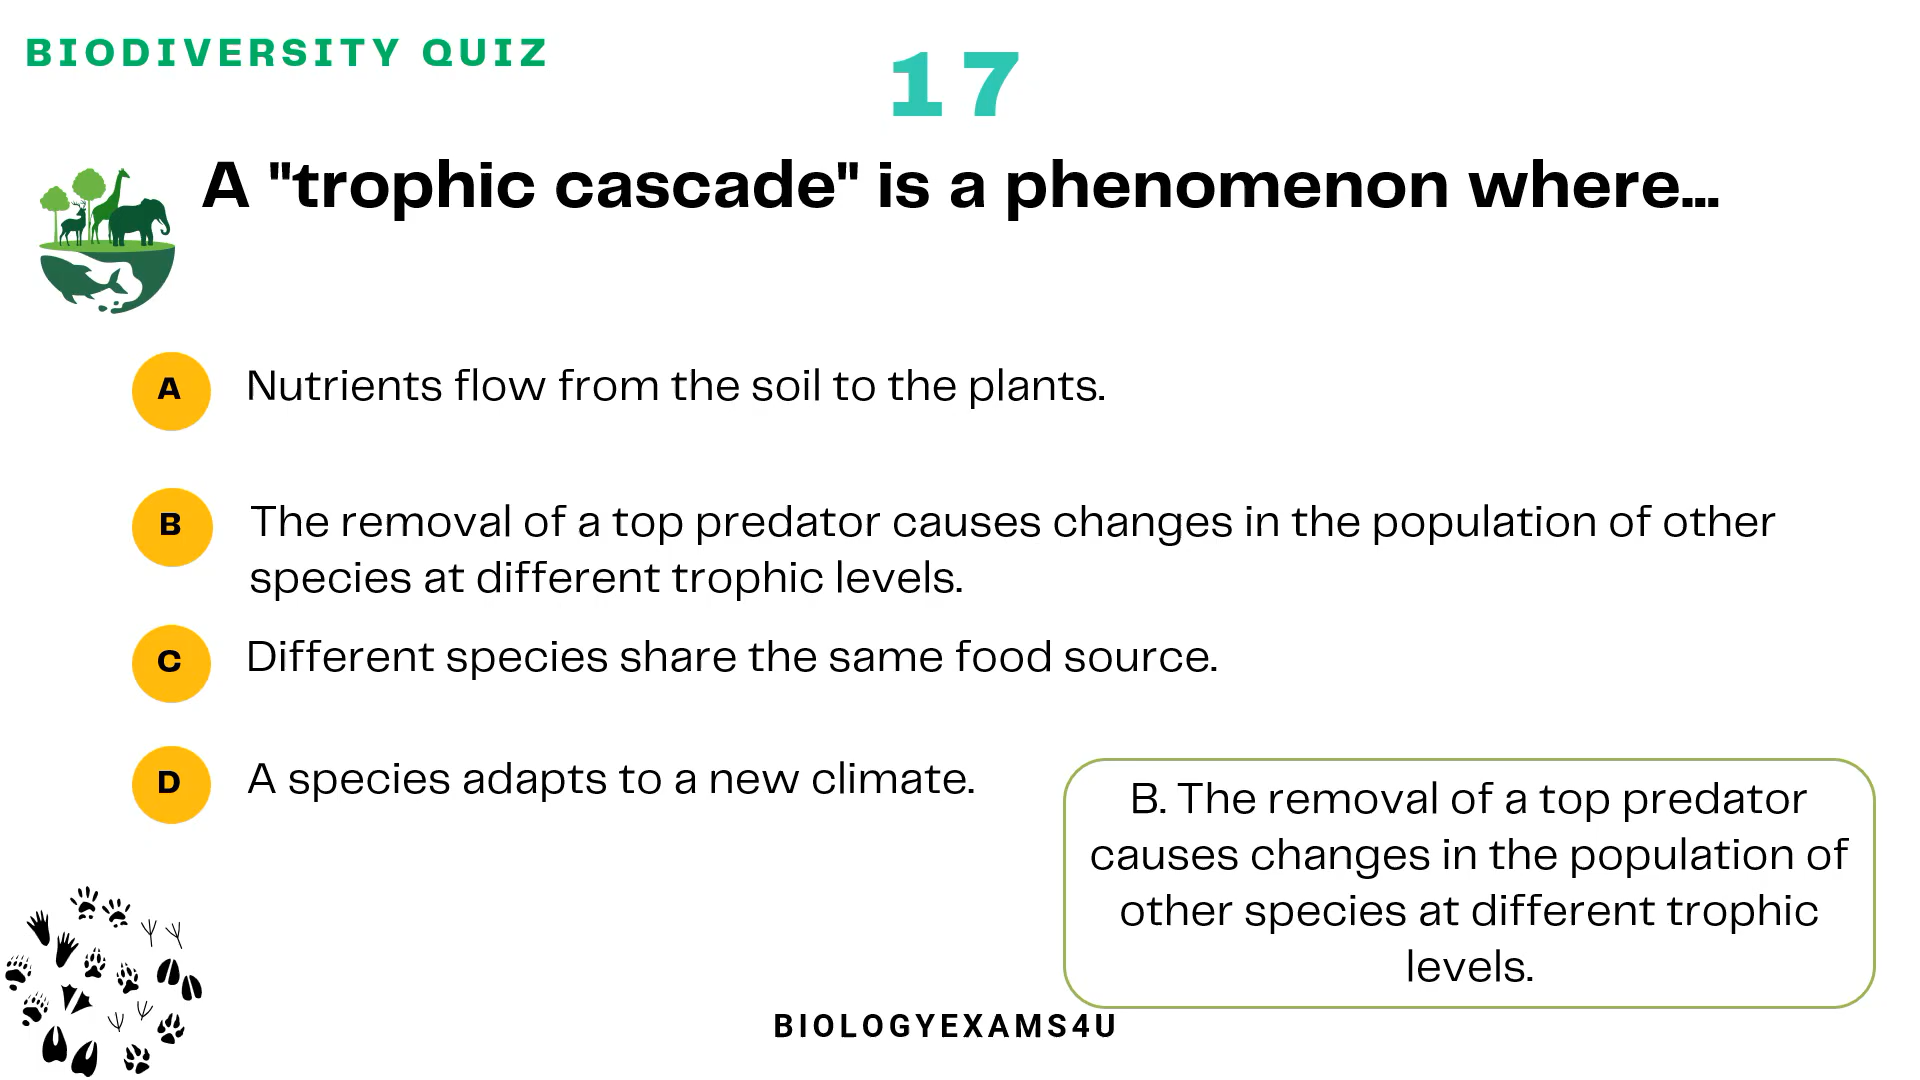 BIODIVERSITY QUIZ
17
A "trophic cascade" is a phenomenon where...
A Nutrients flow from the soil to the plants.
B The removal of a top predator causes changes in the population of other
species at different trophic levels.
C Different species share the same food source.
D A species adapts to a new climate.
B. The removal of a top predator
causes changes in the population of
other species at different trophic
levels.
BIOLOGYEXAMS4U